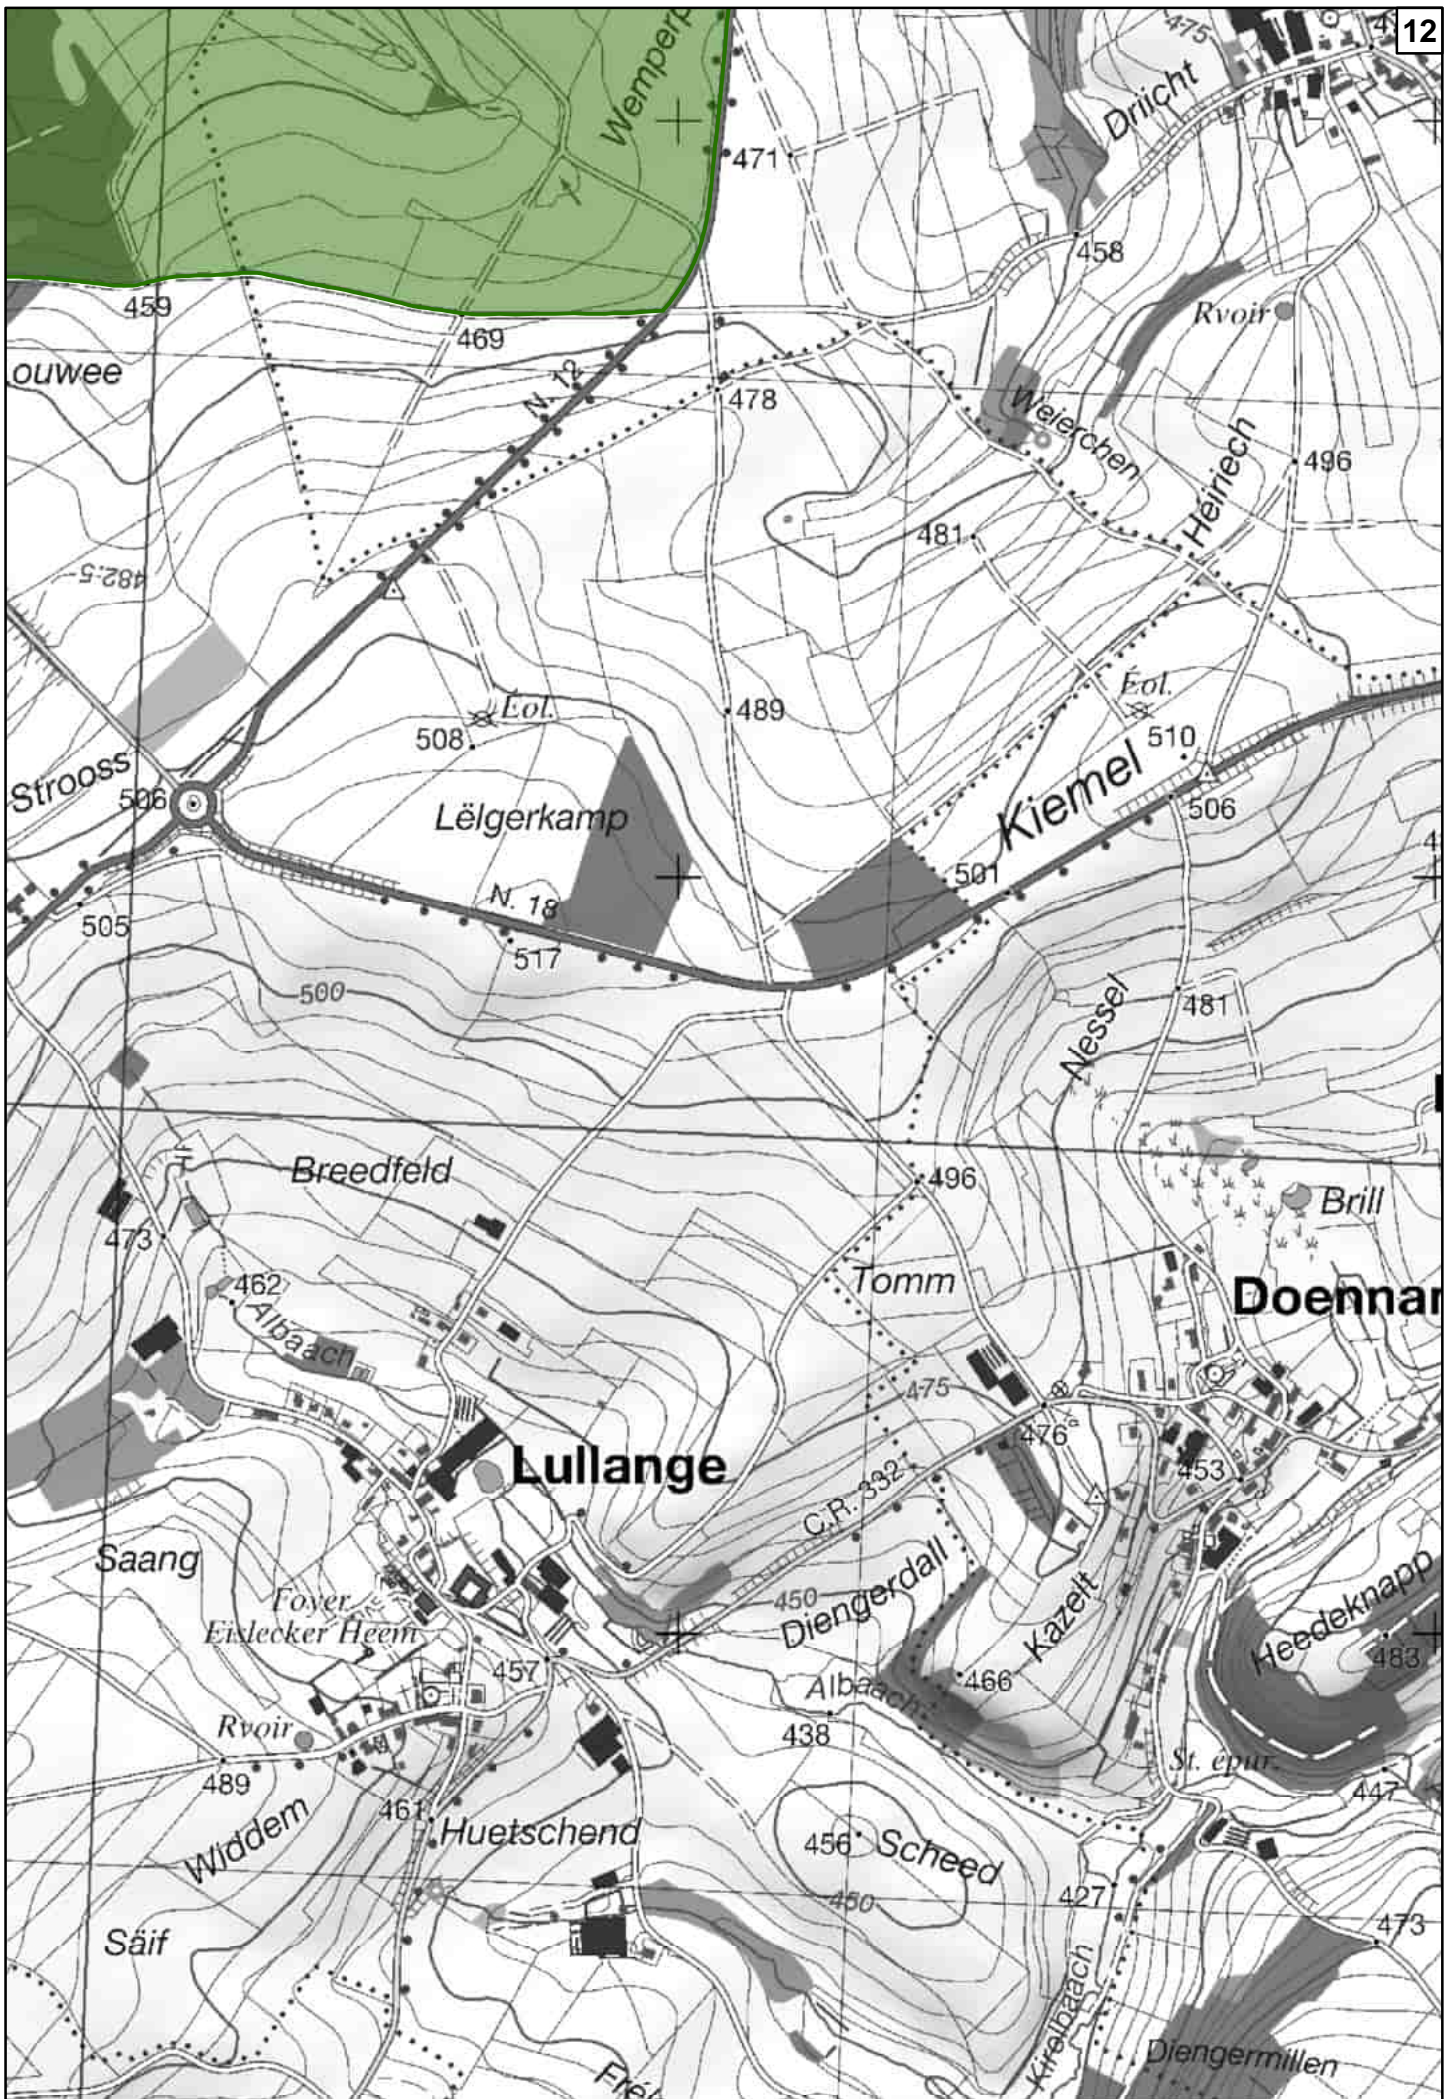 12
475
Driicht
471
458
459
469
Rvoir
ouwee
N. 12
478
Weierchen
Heiriech
496
481
482.5
Éol.
489
Éol.
508
510
Strooss
506
Kiemel
506
Lëlgerkamp
501
N. 18
505
517
500
Nessel
481
Breedfeld
496
Brill
473
462
Tomm
Albaach
475
476
Lullange
453
C.R. 332
Saang
450
Diengerdall
Kazelt
Heedeknapp
Foyer
Eislecker Heem
457
466
483
Albaach
438
Rvoir
St. epur.
489
447
461
Widdem
Huetschend
456
Scheed
427
450
473
Säif
Kirelbaach
Diengermillen